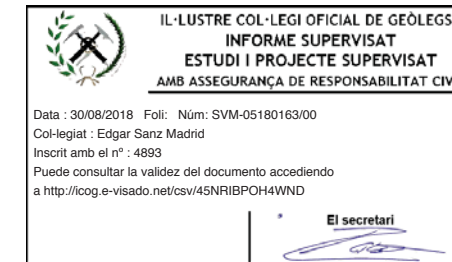 IL·LUSTRE COL·LEGI OFICIAL DE GEÒLEGS
INFORME SUPERVISAT
ESTUDI I PROJECTE SUPERVISAT
AMB ASSEGURANÇA DE RESPONSABILITAT CIV
Data : 30/08/2018 Foli: Núm: SVM-05180163/00
Col-legiat : Edgar Sanz Madrid
Inscrit amb el nº : 4893
Puede consultar la validez del documento accediendo
a http://icog.e-visado.net/csv/45NRIBPOH4WND
El secretari